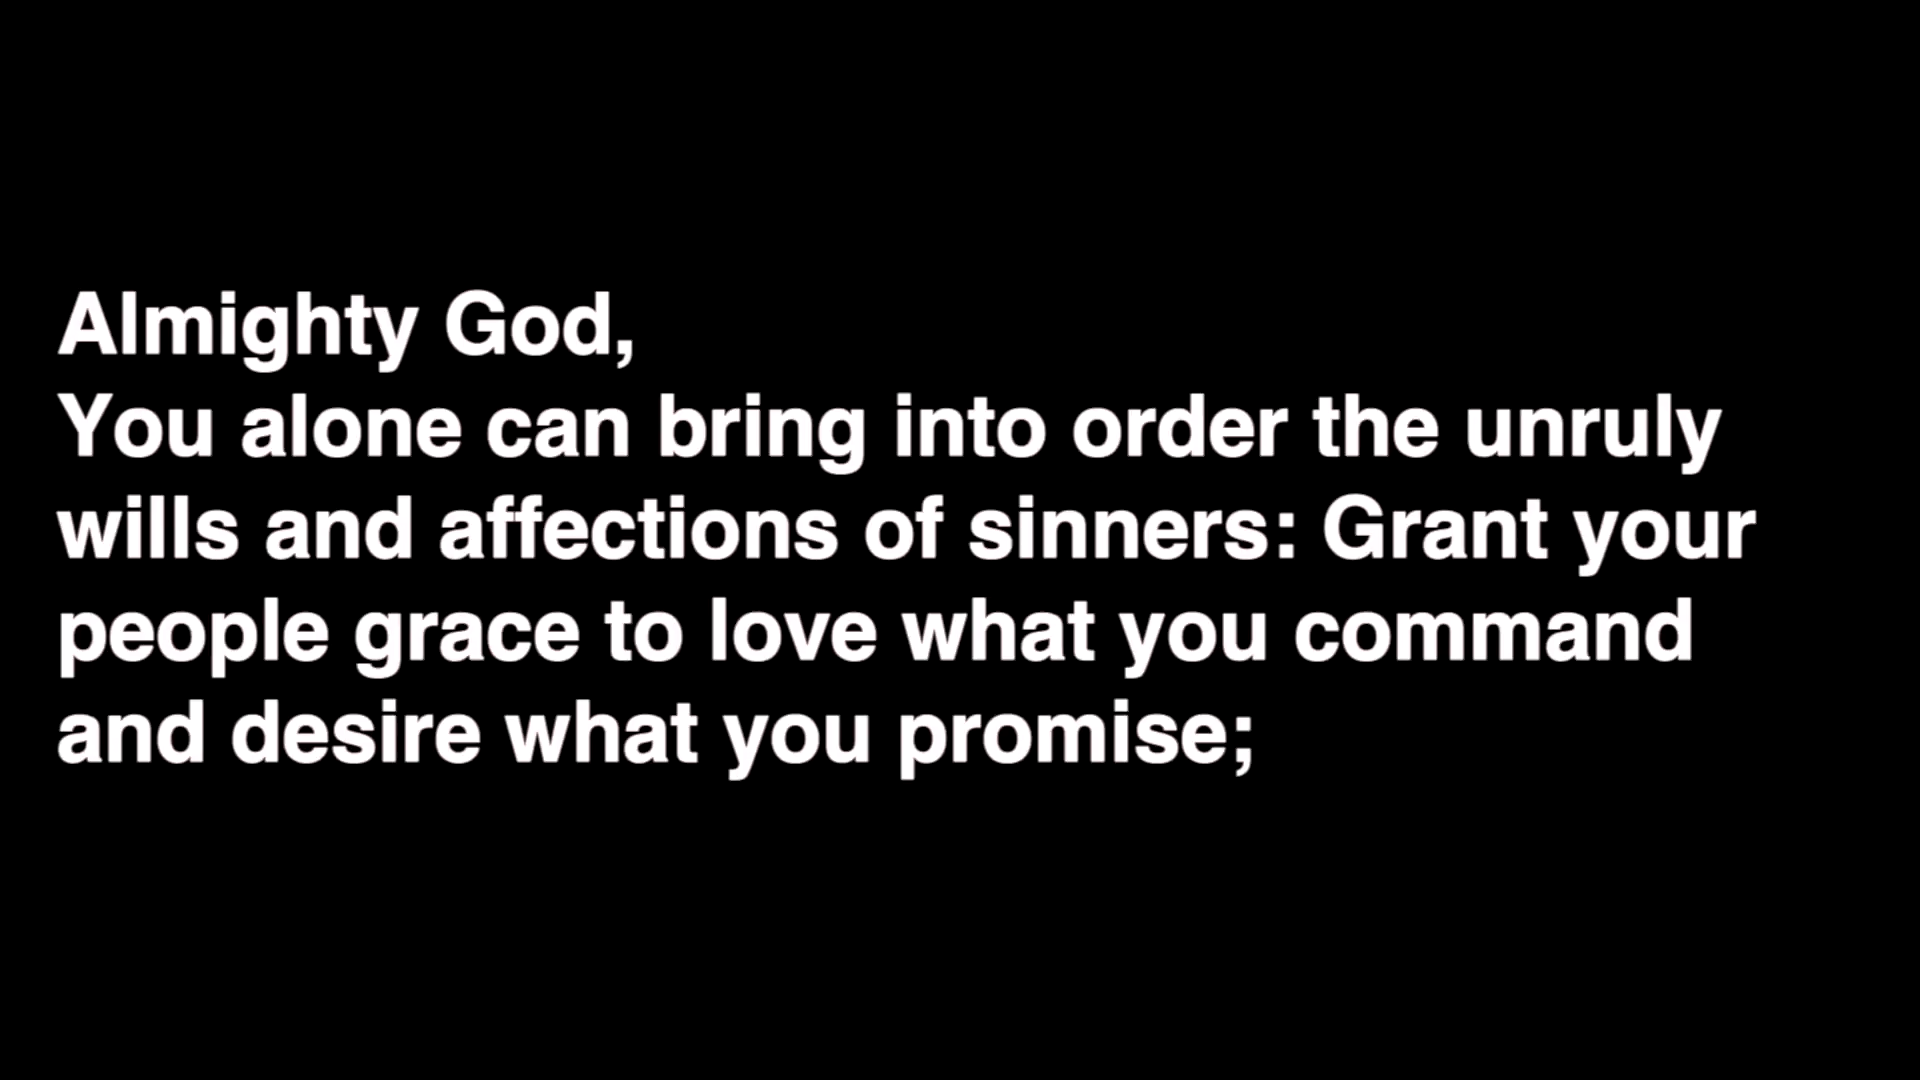 Almighty God,
You alone can bring into order the unruly
wills and affections of sinners: Grant your
people grace to love what you command
and desire what you promise;